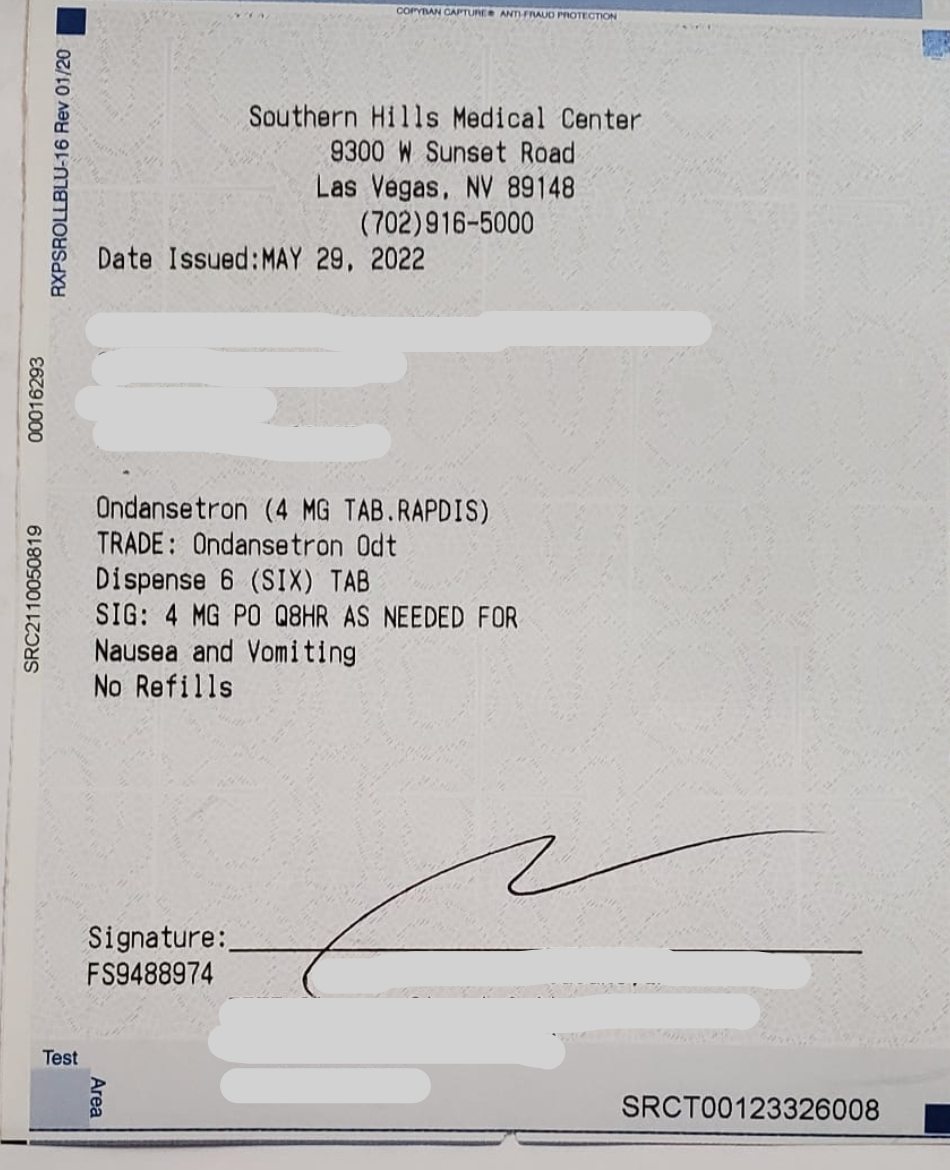 COPYBAN CAPTURE® ANTI-FRAUD PROTECTION
RXPSROLLBLU-16 Rev 01/20
Southern Hills Medical Center
9300 W Sunset Road
Las Vegas, NV 89148
(702)916-5000
Date Issued:MAY 29, 2022
00016293
SRC2110050819
Ondansetron (4 MG TAB.RAPDIS)
TRADE: Ondansetron Odt
Dispense 6 (SIX) TAB
SIG: 4 MG PO Q8HR AS NEEDED FOR
Nausea and Vomiting
No Refills
Signature:
FS9488974
Test
Area
SRCT00123326008